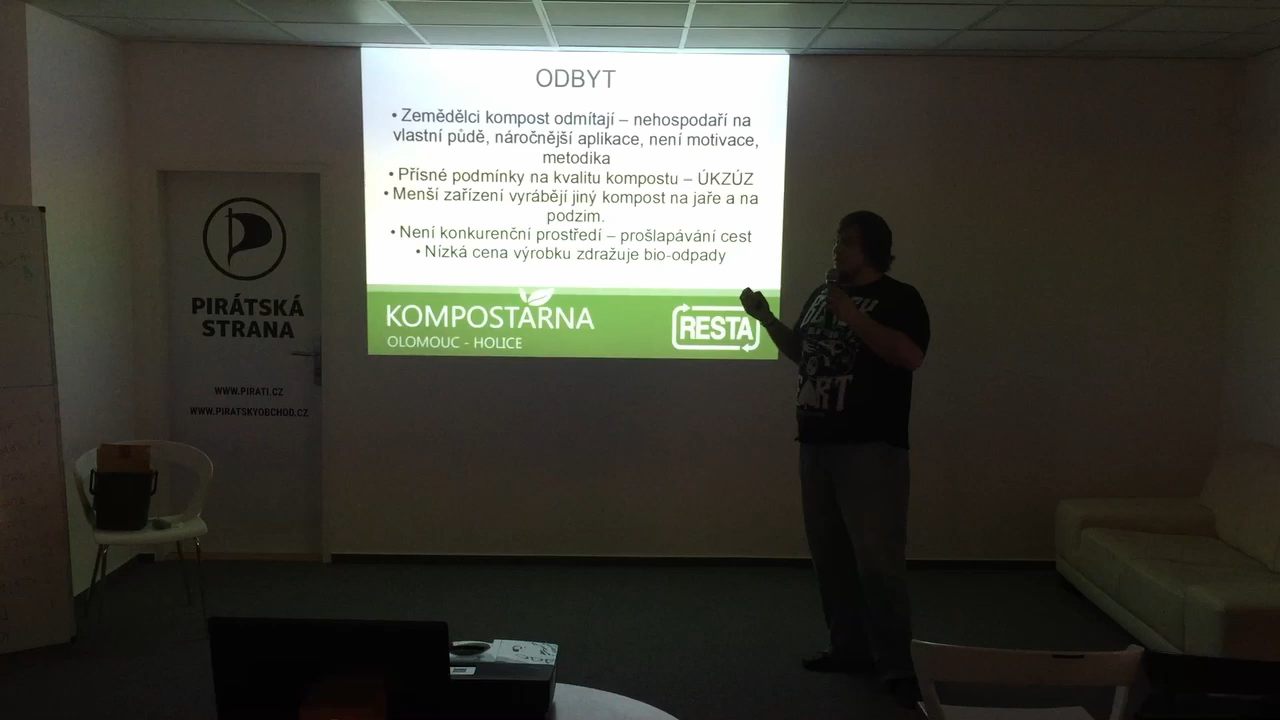 ODBYT
• Zemědělci kompost odmítají – nehospodaří na
vlastní půdě, náročnější aplikace, není motivace,
metodika
• Přísné podmínky na kvalitu kompostu – ÚKZÚZ
• Menší zařízení vyrábějí jiný kompost na jaře a na
podzim.
• Není konkurenční prostředí – prošlapávání cest
• Nízká cena výrobku zdražuje bio-odpady
KOMPOSTÁRNA
OLOMOUC - HOLICE
RESTA
PIRÁTSKÁ
STRANA
WWW.PIRATI.CZ
WWW.PIRATSKYOBCHOD.CZ